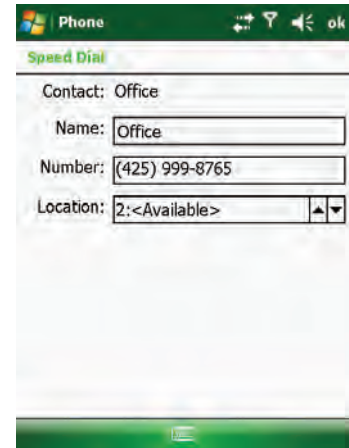 Phone ok
Speed Dial
Contact: Office
Name: Office
Number: (425) 999-8765
Location: 2:<Available>